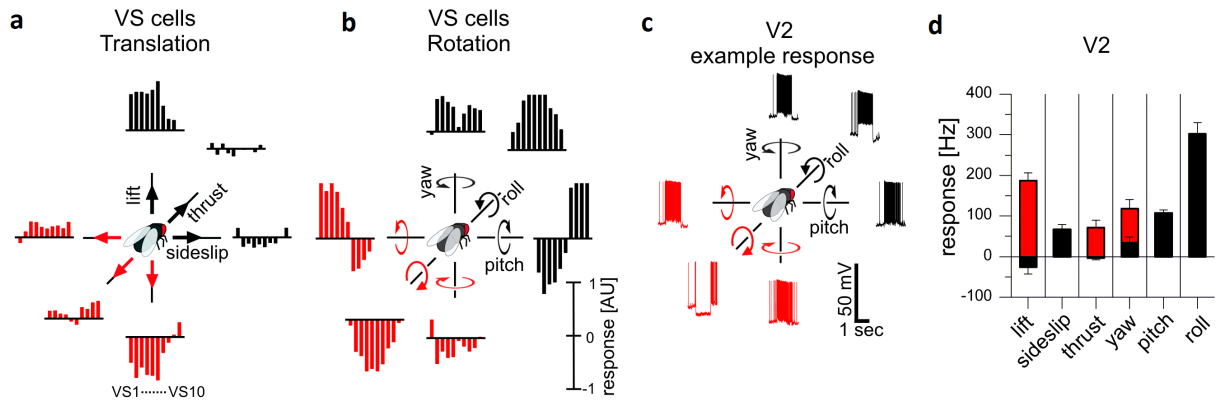 a
VS cells
Translation
lift
thrust
sideslip
VS1·······VS10
b
VS cells
Rotation
yaw
roll
pitch
1
0
-1
response [AU]
c
V2
example response
yaw
roll
pitch
50 mV
1 sec
d
V2
response [Hz]
400
300
200
100
0
-100
lift
sideslip
thrust
yaw
pitch
roll